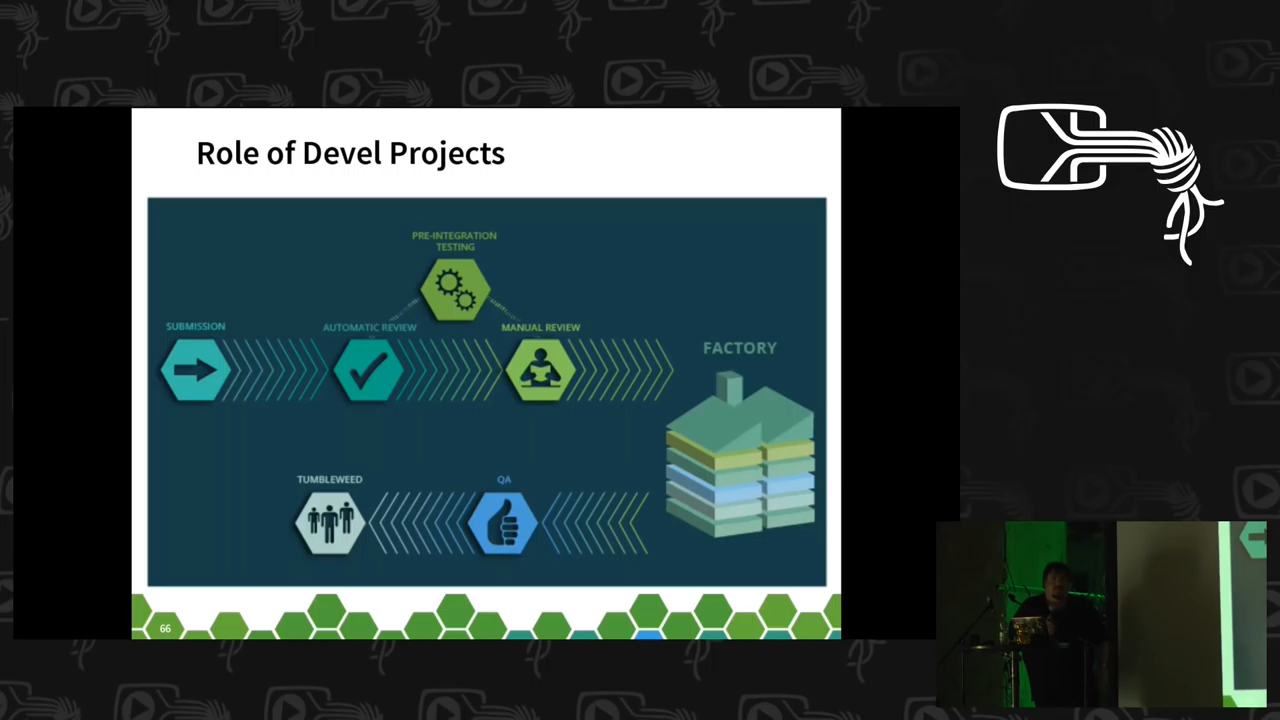 Role of Devel Projects
PRE-INTEGRATION
TESTING
SUBMISSION
AUTOMATIC REVIEW
MANUAL REVIEW
FACTORY
TUMBLEWEED
QA
66